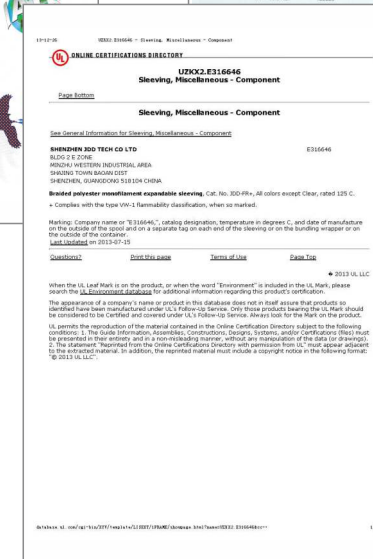 13-12-25 UZKX2.E316646 - Sleeving, Miscellaneous - Component
UL ONLINE CERTIFICATIONS DIRECTORY
UZKX2.E316646
Sleeving, Miscellaneous - Component
Page Bottom
Sleeving, Miscellaneous - Component
See General Information for Sleeving, Miscellaneous - Component
SHENZHEN JDD TECH CO LTD E316646
BLDG 2 E ZONE
MINZHU WESTERN INDUSTRIAL AREA
SHAJING TOWN BAOAN DIST
SHENZHEN, GUANGDONG 518104 CHINA
Braided polyester monofilament expandable sleeving, Cat. No. JDD-FR+, All colors except Clear, rated 125 C.
+ Complies with the type VW-1 flammability classification, when so marked.
Marking: Company name or "E316646,", catalog designation, temperature in degrees C, and date of manufacture
on the outside of the spool and on a separate tag on each end of the sleeving or on the bundling wrapper or on
the outside of the container.
Last Updated on 2013-07-15
Questions? Print this page Terms of Use Page Top
© 2013 UL LLC
When the UL Leaf Mark is on the product, or when the word "Environment" is included in the UL Mark, please
search the UL Environment database for additional information regarding this product's certification.
The appearance of a company's name or product in this database does not in itself assure that products so
identified have been manufactured under UL's Follow-Up Service. Only those products bearing the UL Mark should
be considered to be Certified and covered under UL's Follow-Up Service. Always look for the Mark on the product.
UL permits the reproduction of the material contained in the Online Certification Directory subject to the following
conditions: 1. The Guide Information, Assemblies, Constructions, Designs, Systems, and/or Certifications (files) must
be presented in their entirety and in a non-misleading manner, without any manipulation of the data (or drawings).
2. The statement "Reprinted from the Online Certifications Directory with permission from UL" must appear adjacent
to the extracted material. In addition, the reprinted material must include a copyright notice in the following format:
"© 2013 UL LLC".